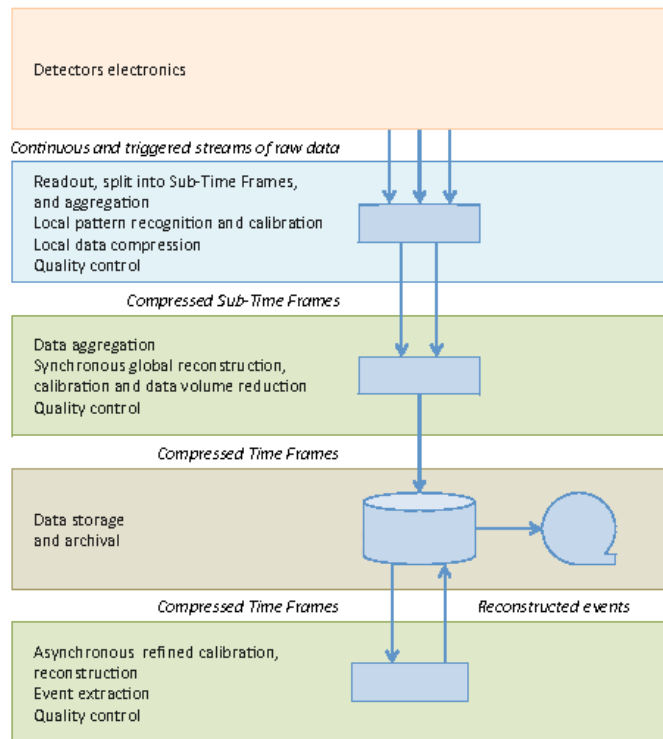 Detectors electronics
Continuous and triggered streams of raw data
Readout, split into Sub-Time Frames,
and aggregation
Local pattern recognition and calibration
Local data compression
Quality control
Compressed Sub-Time Frames
Data aggregation
Synchronous global reconstruction,
calibration and data volume reduction
Quality control
Compressed Time Frames
Data storage
and archival
Compressed Time Frames
Reconstructed events
Asynchronous refined calibration,
reconstruction
Event extraction
Quality control